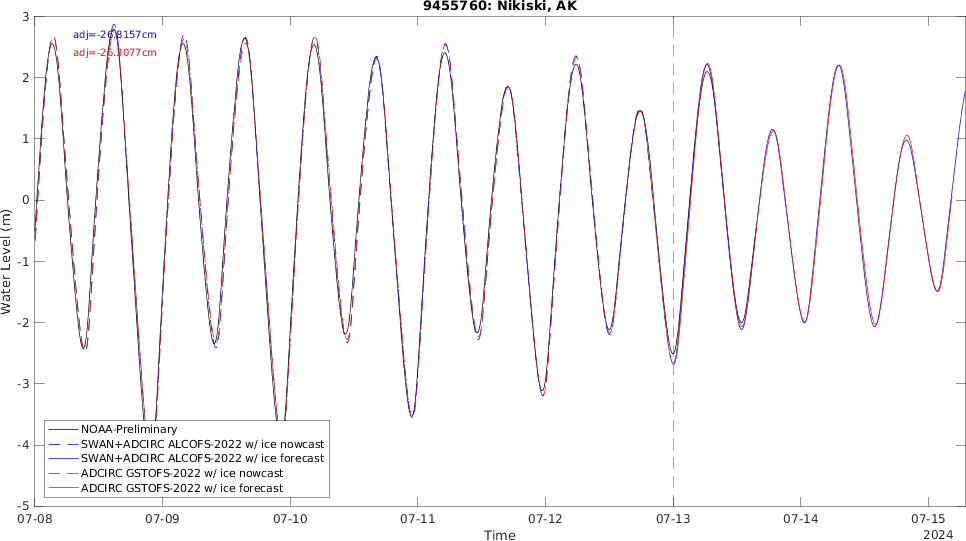 9455760: Nikiski, AK
3
adj=-26.8157cm
adj=-26.3077cm
2
1
0
-1
-2
-3
-4
-5
Water Level (m)
NOAA-Preliminary
SWAN+ADCIRC ALCOFS-2022 w/ ice nowcast
SWAN+ADCIRC ALCOFS-2022 w/ ice forecast
ADCIRC GSTOFS-2022 w/ ice nowcast
ADCIRC GSTOFS-2022 w/ ice forecast
07-08 07-09 07-10 07-11 07-12 07-13 07-14 07-15
Time
2024